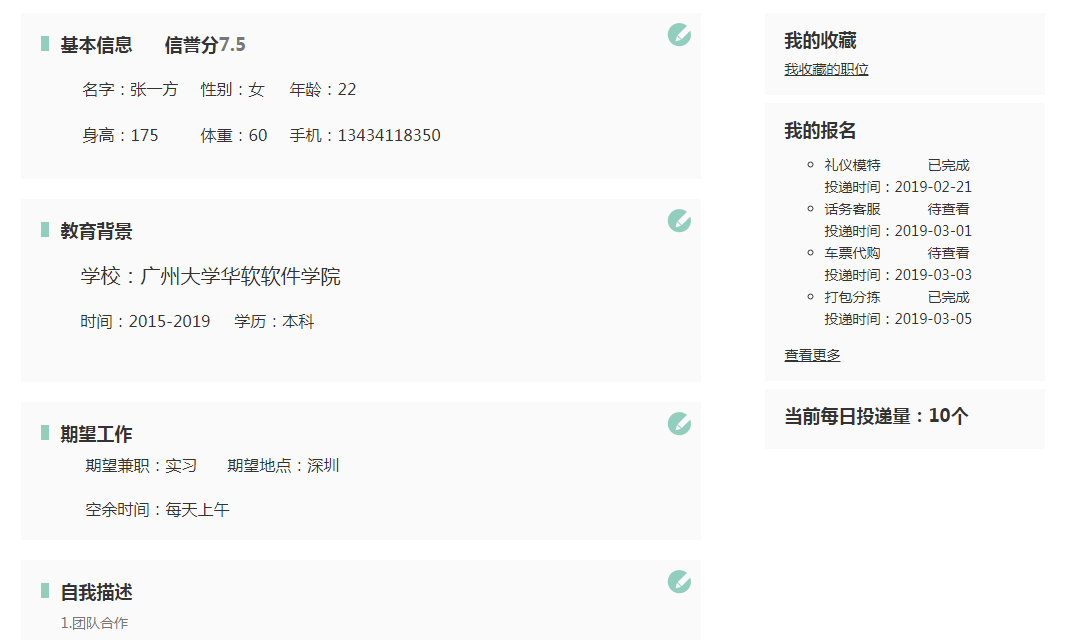 基本信息 信誉分7.5
名字：张一方 性别：女 年龄：22
身高：175 体重：60 手机：13434118350
教育背景
学校：广州大学华软软件学院
时间：2015-2019 学历：本科
期望工作
期望兼职：实习 期望地点：深圳
空余时间：每天上午
自我描述
1.团队合作
我的收藏
我收藏的职位
我的报名
礼仪模特 已完成
投递时间：2019-02-21
话务客服 待查看
投递时间：2019-03-01
车票代购 待查看
投递时间：2019-03-03
打包分拣 已完成
投递时间：2019-03-05
查看更多
当前每日投递量：10个